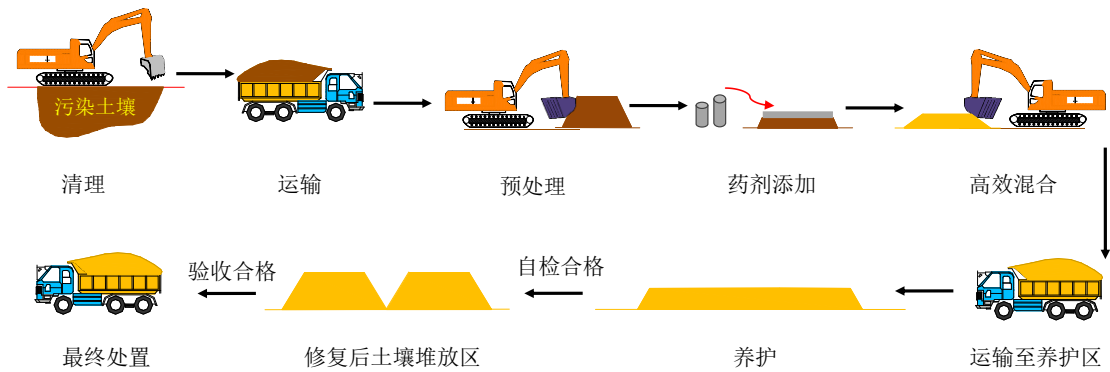 污染土壤
清理
运输
预处理
药剂添加
高效混合
验收合格
自检合格
最终处置
修复后土壤堆放区
养护
运输至养护区